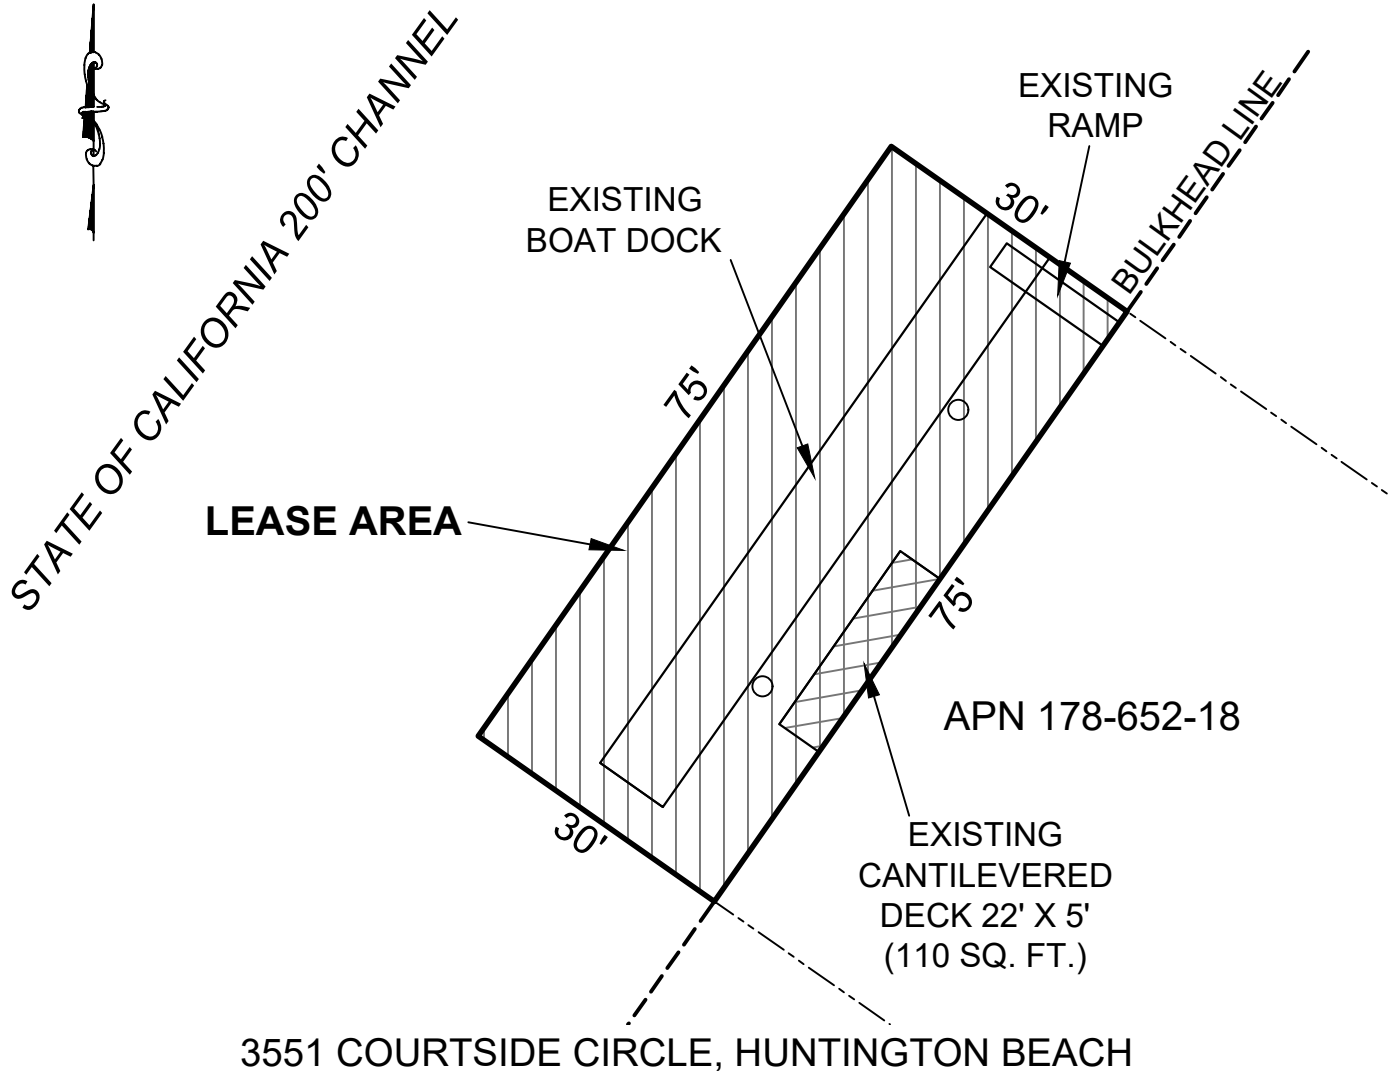 STATE OF CALIFORNIA 200' CHANNEL
EXISTING
RAMP
BULKHEAD LINE
EXISTING
BOAT DOCK
30'
75'
LEASE AREA
75'
APN 178-652-18
30'
EXISTING
CANTILEVERED
DECK 22' X 5'
(110 SQ. FT.)
3551 COURTSIDE CIRCLE, HUNTINGTON BEACH